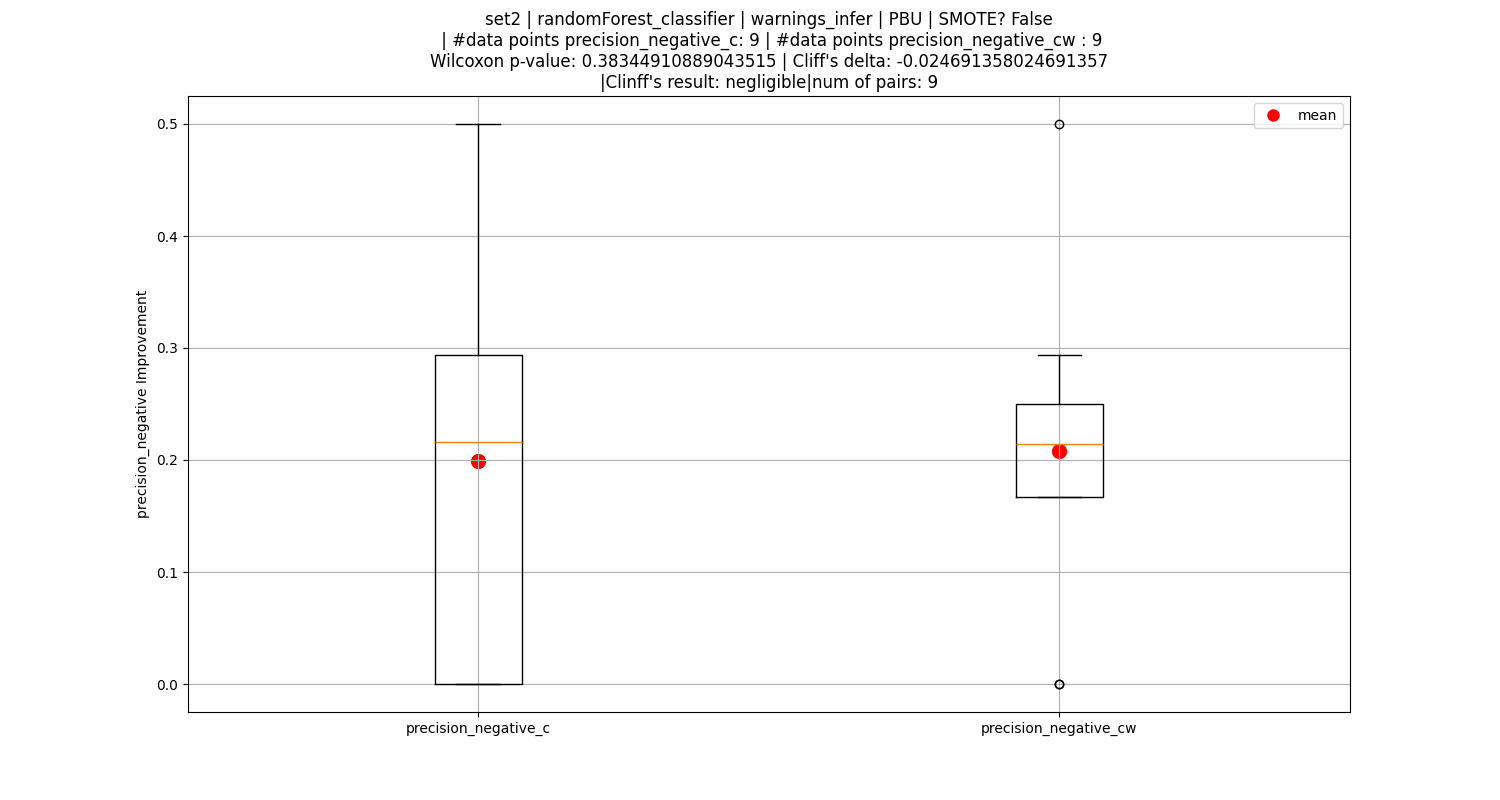 set2 | randomForest_classifier | warnings_infer | PBU | SMOTE? False
| #data points precision_negative_c: 9 | #data points precision_negative_cw : 9
Wilcoxon p-value: 0.38344910889043515 | Cliff's delta: -0.024691358024691357
|Clinff's result: negligible|num of pairs: 9
mean
0.5
0.4
0.3
0.2
0.1
0.0
precision_negative Improvement
precision_negative_c
precision_negative_cw